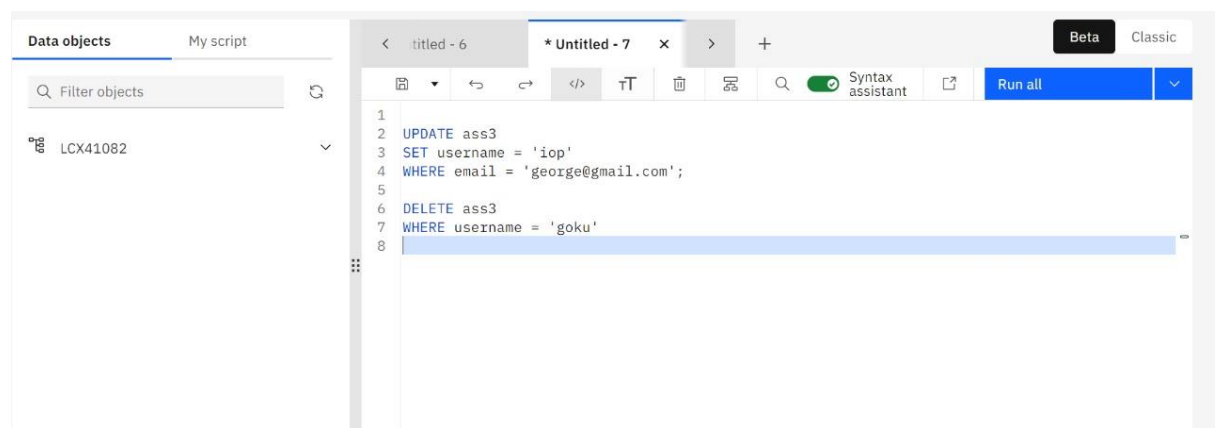 Data objects
My script
titled - 6
* Untitled - 7
Beta
Classic
Filter objects
Syntax
assistant
Run all
LCX41082
1
2 UPDATE ass3
3 SET username = 'iop'
4 WHERE email = 'george@gmail.com';
5
6 DELETE ass3
7 WHERE username = 'goku'
8